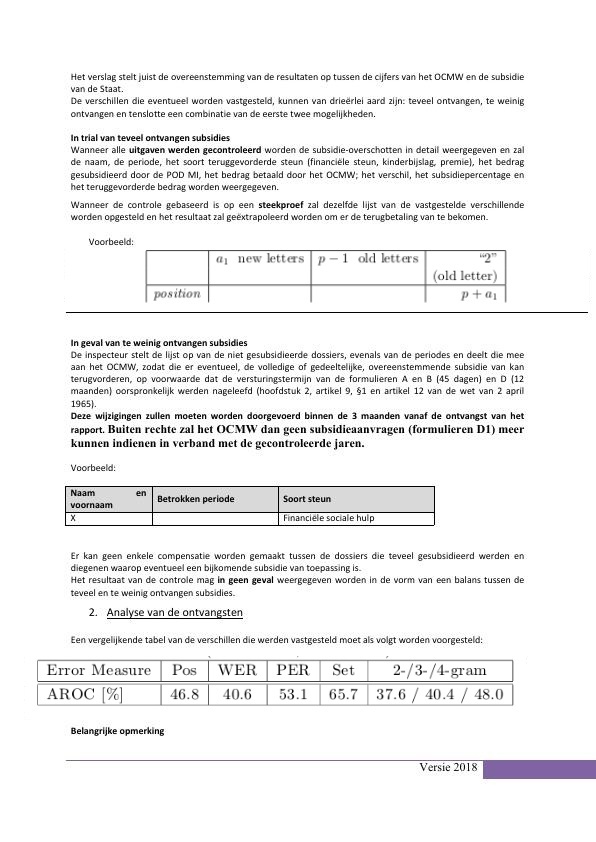 Het verslag stelt juist de overeenstemming van de resultaten op tussen de cijfers van het OCMW en de subsidie
van de Staat.
De verschillen die eventueel worden vastgesteld, kunnen van drieërlei aard zijn: teveel ontvangen, te weinig
ontvangen en tenslotte een combinatie van de eerste twee mogelijkheden.
In trial van teveel ontvangen subsidies
Wanneer alle uitgaven werden gecontroleerd worden de subsidie-overschotten in detail weergegeven en zal
de naam, de periode, het soort teruggevorderde steun (financiële steun, kinderbijslag, premie), het bedrag
gesubsidieerd door de POD MI, het bedrag betaald door het OCMW; het verschil, het subsidiepercentage en
het teruggevorderde bedrag worden weergegeven.
Wanneer de controle gebaseerd is op een steekproef zal dezelfde lijst van de vastgestelde verschillende
worden opgesteld en het resultaat zal geëxtrapoleerd worden om er de terugbetaling van te bekomen.
Voorbeeld:
a₁ new letters p − 1 old letters “2”
(old letter)
position p + a₁
In geval van te weinig ontvangen subsidies
De inspecteur stelt de lijst op van de niet gesubsidieerde dossiers, evenals van de periodes en deelt die mee
aan het OCMW, zodat die er eventueel, de volledige of gedeeltelijke, overeenstemmende subsidie van kan
terugvorderen, op voorwaarde dat de versturingstermijn van de formulieren A en B (45 dagen) en D (12
maanden) oorspronkelijk werden nageleefd (hoofdstuk 2, artikel 9, §1 en artikel 12 van de wet van 2 april
1965).
Deze wijzigingen zullen moeten worden doorgevoerd binnen de 3 maanden vanaf de ontvangst van het
rapport. Buiten rechte zal het OCMW dan geen subsidieaanvragen (formulieren D1) meer
kunnen indienen in verband met de gecontroleerde jaren.
Voorbeeld:
Naam en
voornaam Betrokken periode Soort steun
X Financiële sociale hulp
Er kan geen enkele compensatie worden gemaakt tussen de dossiers die teveel gesubsidieerd werden en
diegenen waarop eventueel een bijkomende subsidie van toepassing is.
Het resultaat van de controle mag in geen geval weergegeven worden in de vorm van een balans tussen de
teveel en te weinig ontvangen subsidies.
2. Analyse van de ontvangsten
Een vergelijkende tabel van de verschillen die werden vastgesteld moet als volgt worden voorgesteld:
Error Measure Pos WER PER Set 2-/3-/4-gram
AROC [%] 46.8 40.6 53.1 65.7 37.6 / 40.4 / 48.0
Belangrijke opmerking
Versie 2018